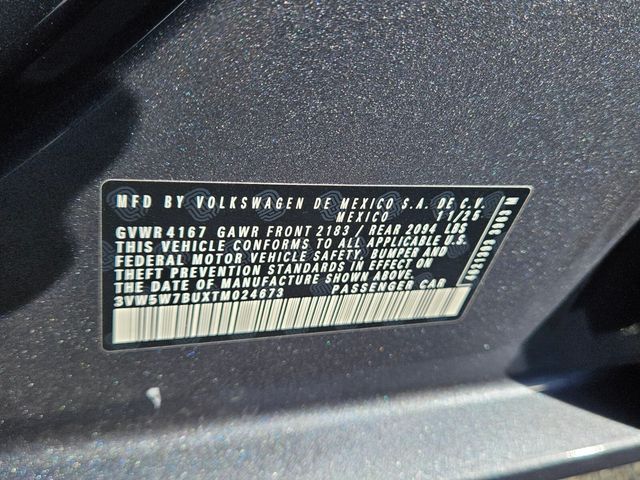 MFD BY VOLKSWAGEN DE MEXICO S.A. DE C.V.
MEXICO 11/25
GVWR 4167 GAWR FRONT 2183 / REAR 2094 LBS
THIS VEHICLE CONFORMS TO ALL APPLICABLE U.S.
FEDERAL MOTOR VEHICLE SAFETY, BUMPER AND
THEFT PREVENTION STANDARDS IN EFFECT ON
THE DATE OF MANUFACTURE SHOWN ABOVE.
3VW5W7BUXTM024673 PASSENGER CAR